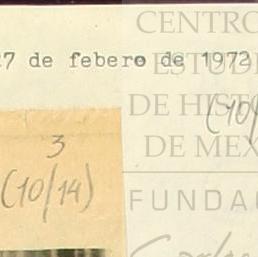 CENTRO
27 de febero de 1972
ESTUD
DE HIST
(10/
DE MEX
3
(10/14)
FUNDA